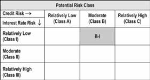 Potential Risk Class
Credit Risk →
Relatively Low (Class A)
Moderate (Class B)
Relatively High (Class C)
Interest Rate Risk ↓
Relatively Low (Class I)
B-I
Moderate (Class II)
Relatively High (Class III)